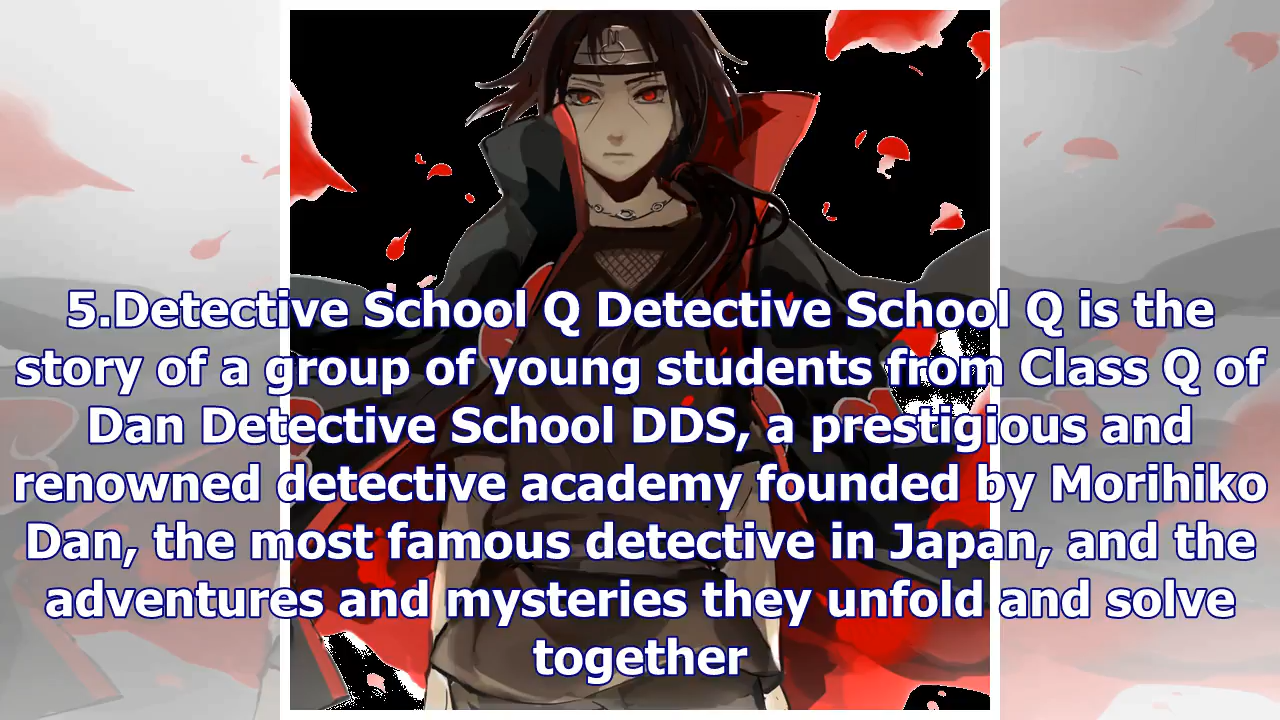 5.Detective School Q Detective School Q is the
story of a group of young students from Class Q of
Dan Detective School DDS, a prestigious and
renowned detective academy founded by Morihiko
Dan, the most famous detective in Japan, and the
adventures and mysteries they unfold and solve
together